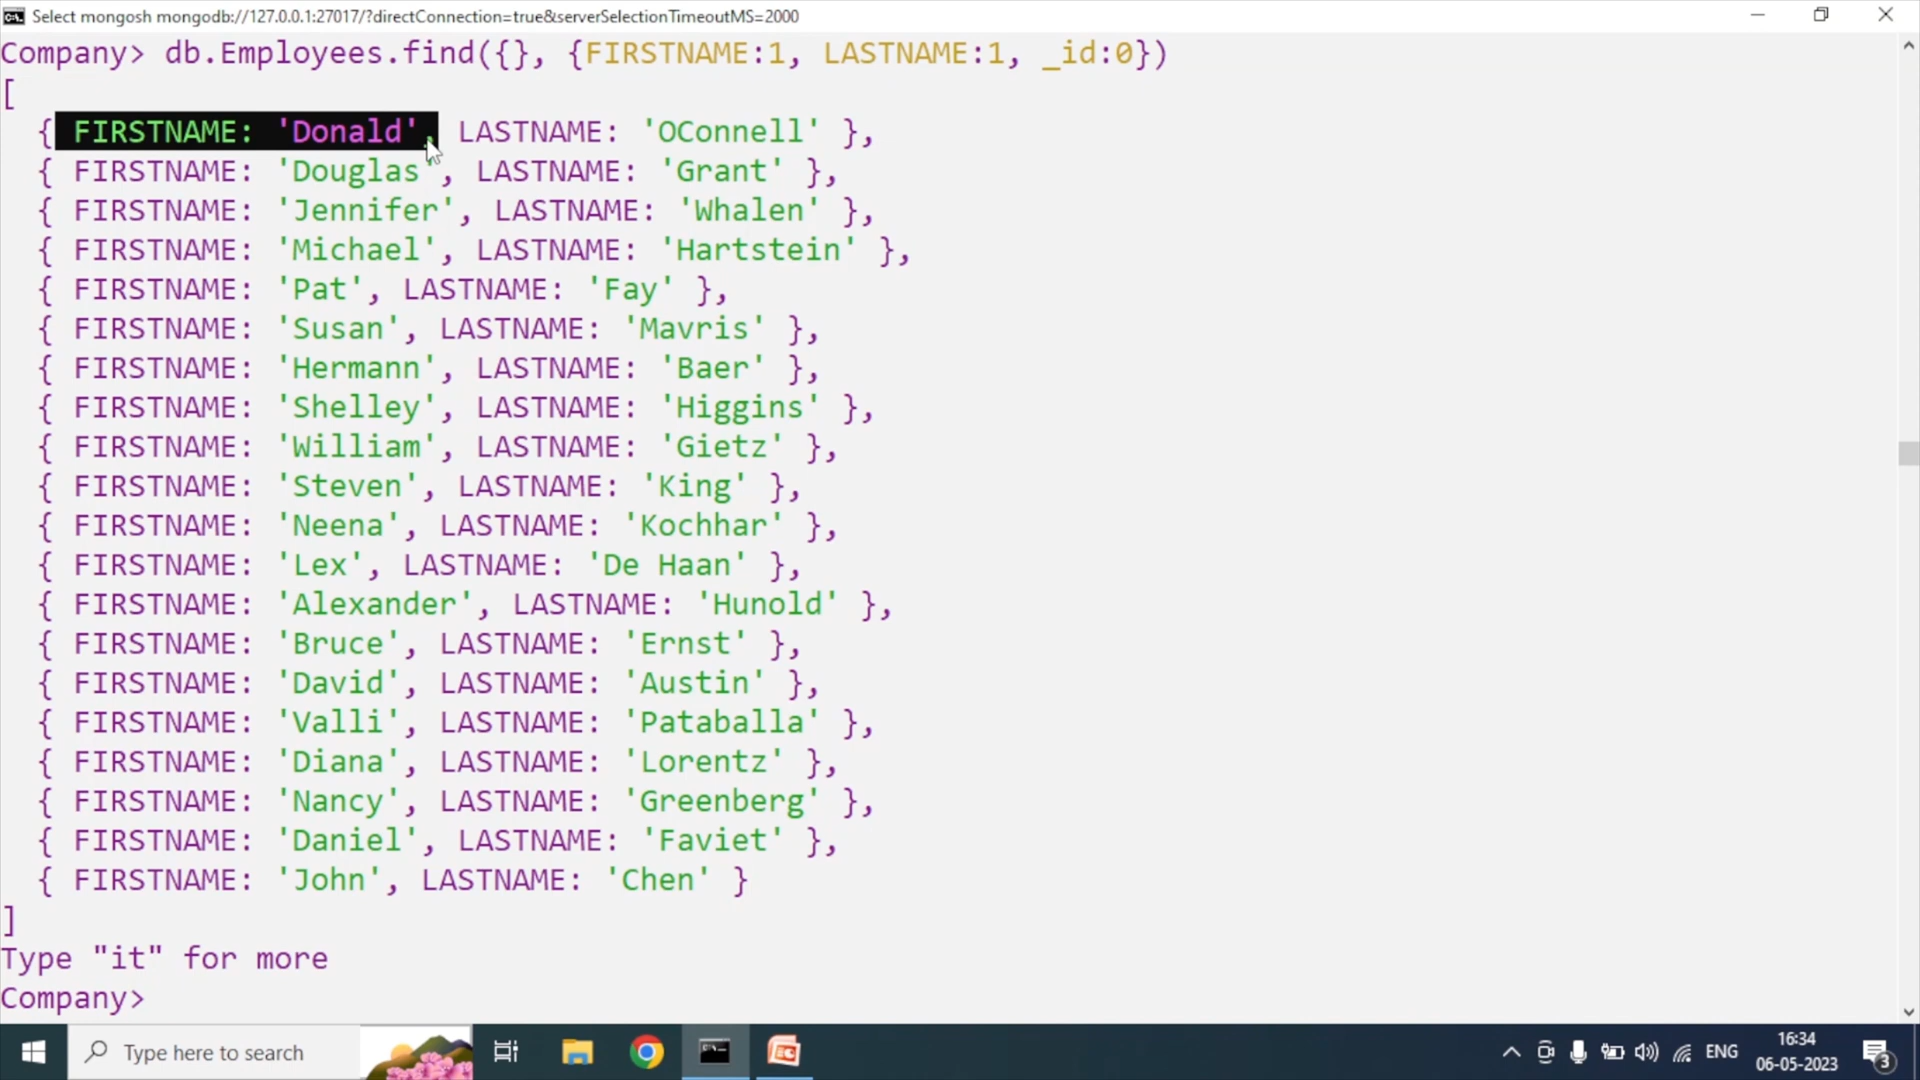 Select mongosh mongodb://127.0.0.1:27017/?directConnection=true&serverSelectionTimeoutMS=2000
Company> db.Employees.find({}, {FIRSTNAME:1, LASTNAME:1, _id:0})
[
  { FIRSTNAME: 'Donald', LASTNAME: 'OConnell' },
  { FIRSTNAME: 'Douglas', LASTNAME: 'Grant' },
  { FIRSTNAME: 'Jennifer', LASTNAME: 'Whalen' },
  { FIRSTNAME: 'Michael', LASTNAME: 'Hartstein' },
  { FIRSTNAME: 'Pat', LASTNAME: 'Fay' },
  { FIRSTNAME: 'Susan', LASTNAME: 'Mavris' },
  { FIRSTNAME: 'Hermann', LASTNAME: 'Baer' },
  { FIRSTNAME: 'Shelley', LASTNAME: 'Higgins' },
  { FIRSTNAME: 'William', LASTNAME: 'Gietz' },
  { FIRSTNAME: 'Steven', LASTNAME: 'King' },
  { FIRSTNAME: 'Neena', LASTNAME: 'Kochhar' },
  { FIRSTNAME: 'Lex', LASTNAME: 'De Haan' },
  { FIRSTNAME: 'Alexander', LASTNAME: 'Hunold' },
  { FIRSTNAME: 'Bruce', LASTNAME: 'Ernst' },
  { FIRSTNAME: 'David', LASTNAME: 'Austin' },
  { FIRSTNAME: 'Valli', LASTNAME: 'Pataballa' },
  { FIRSTNAME: 'Diana', LASTNAME: 'Lorentz' },
  { FIRSTNAME: 'Nancy', LASTNAME: 'Greenberg' },
  { FIRSTNAME: 'Daniel', LASTNAME: 'Faviet' },
  { FIRSTNAME: 'John', LASTNAME: 'Chen' }
]
Type "it" for more
Company>
Type here to search
ENG
16:34
06-05-2023
3